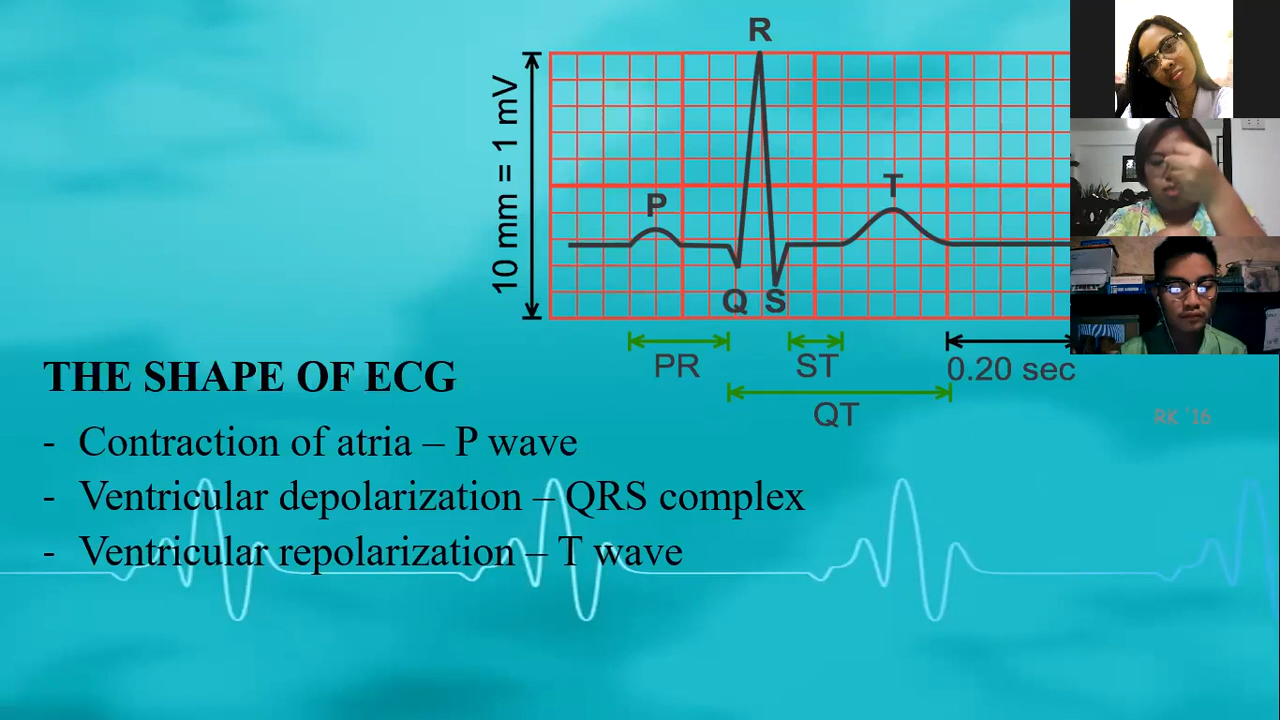 R
10 mm = 1 mV
P
T
Q S
PR
ST
0.20 sec
QT
RK '16
THE SHAPE OF ECG
- Contraction of atria – P wave
- Ventricular depolarization – QRS complex
- Ventricular repolarization – T wave